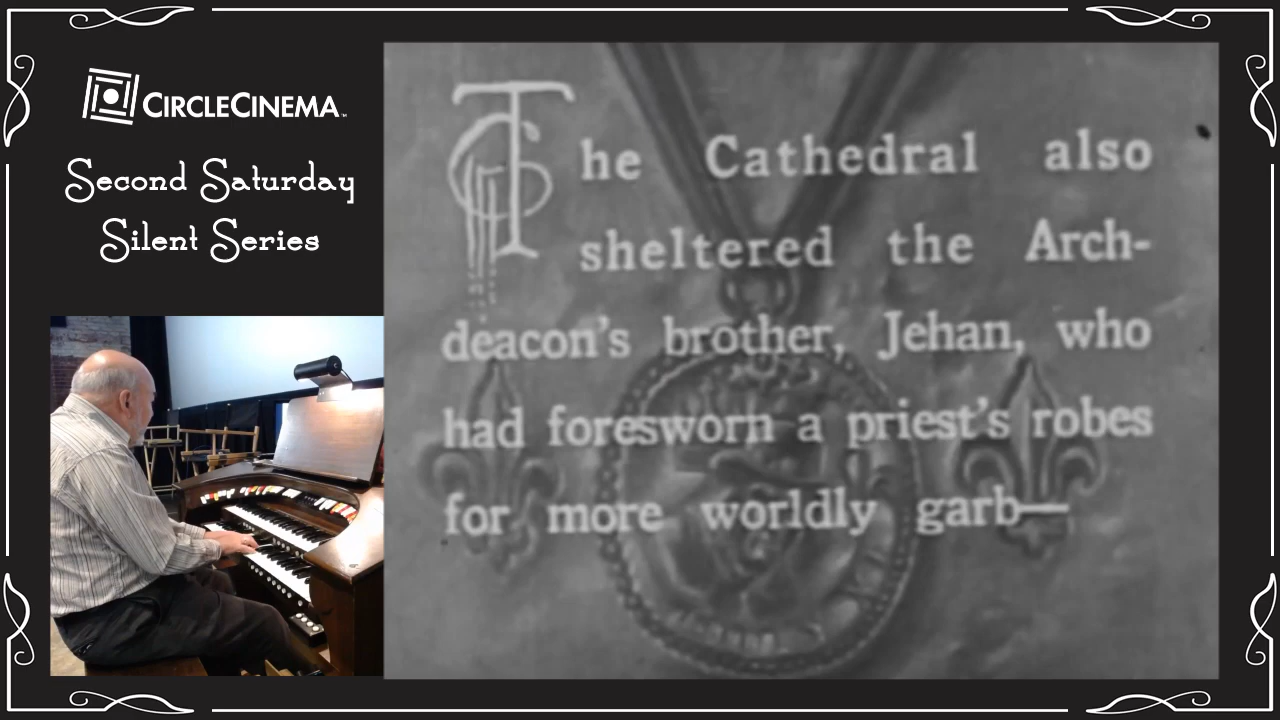 CIRCLECINEMA™
Second Saturday
Silent Series
The Cathedral also
sheltered the Arch-
deacon's brother, Jehan, who
had foresworn a priest's robes
for more worldly garb—